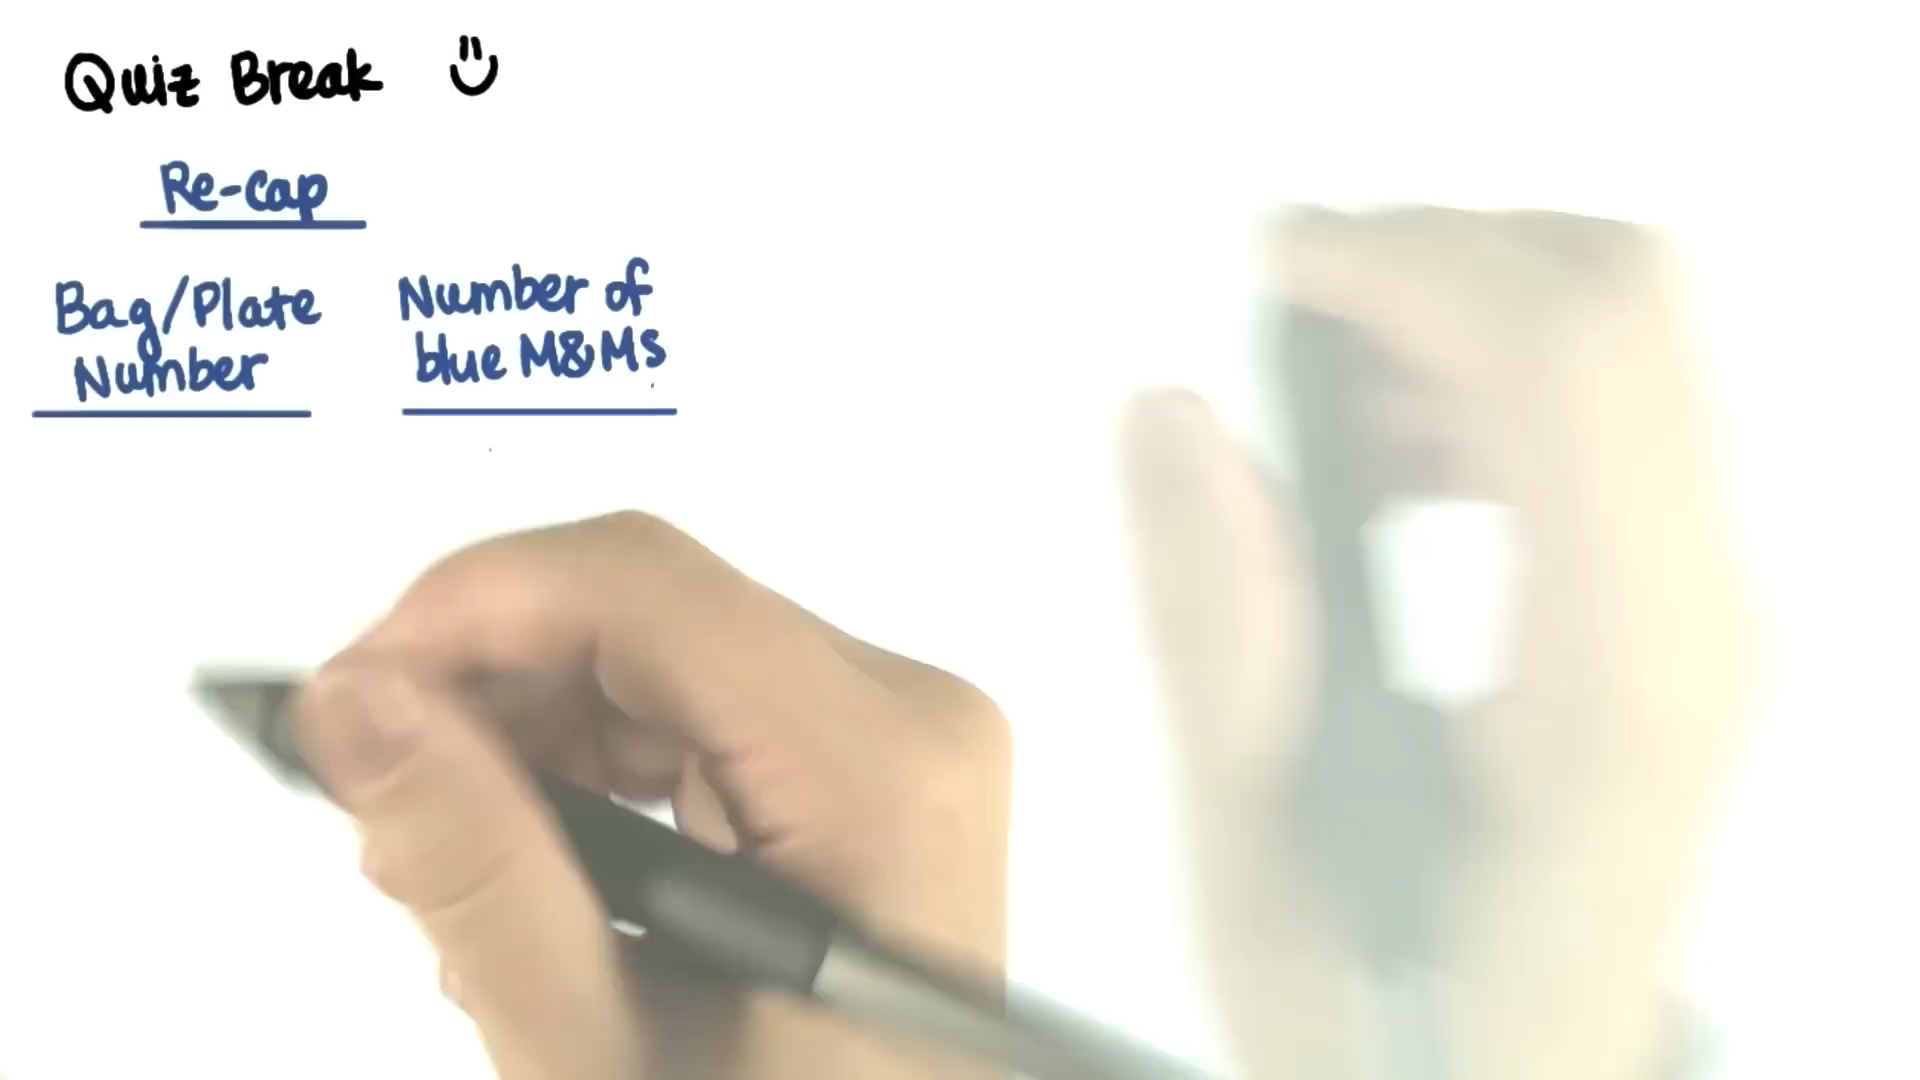 Quiz Break
Re-cap
Bag/Plate
Number
Number of
blue M&Ms